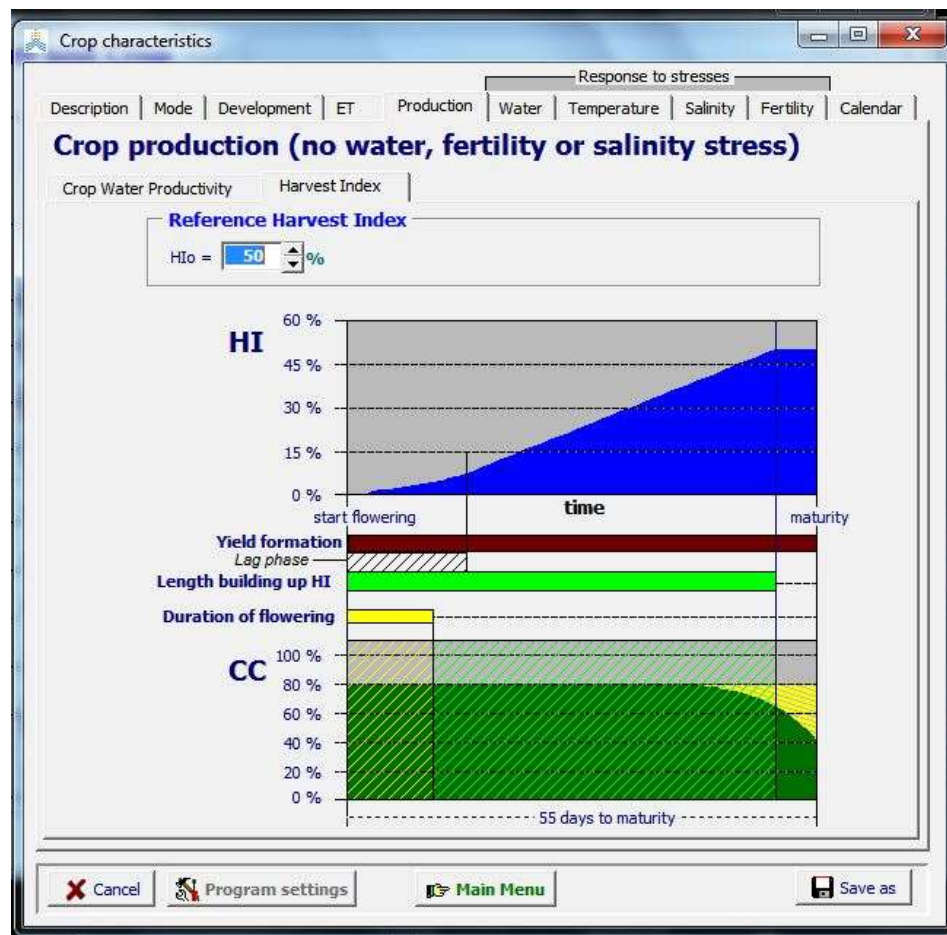 Crop characteristics
Response to stresses
Description Mode Development ET Production Water Temperature Salinity Fertility Calendar
Crop production (no water, fertility or salinity stress)
Crop Water Productivity Harvest Index
Reference Harvest Index
HIo = 50 %
HI
60 %
45 %
30 %
15 %
0 %
start flowering time maturity
Yield formation
Lag phase
Length building up HI
Duration of flowering
CC
100 %
80 %
60 %
40 %
20 %
0 %
55 days to maturity
Cancel Program settings Main Menu Save as